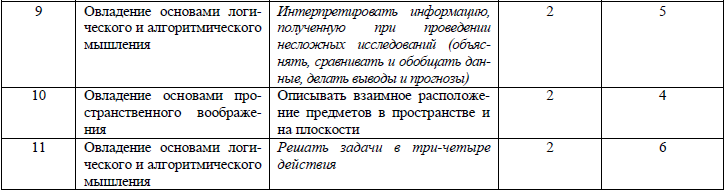 9 Овладение основами логи- Интерпретировать информацию, 2 5
ческого и алгоритмического полученную при проведении
мышления несложных исследований (объяс-
нять, сравнивать и обобщать дан-
ные, делать выводы и прогнозы)
10 Овладение основами про- Описывать взаимное расположе- 2 4
странственного воображе- ние предметов в пространстве и
ния на плоскости
11 Овладение основами логи- Решать задачи в три-четыре 2 6
ческого и алгоритмического действия
мышления